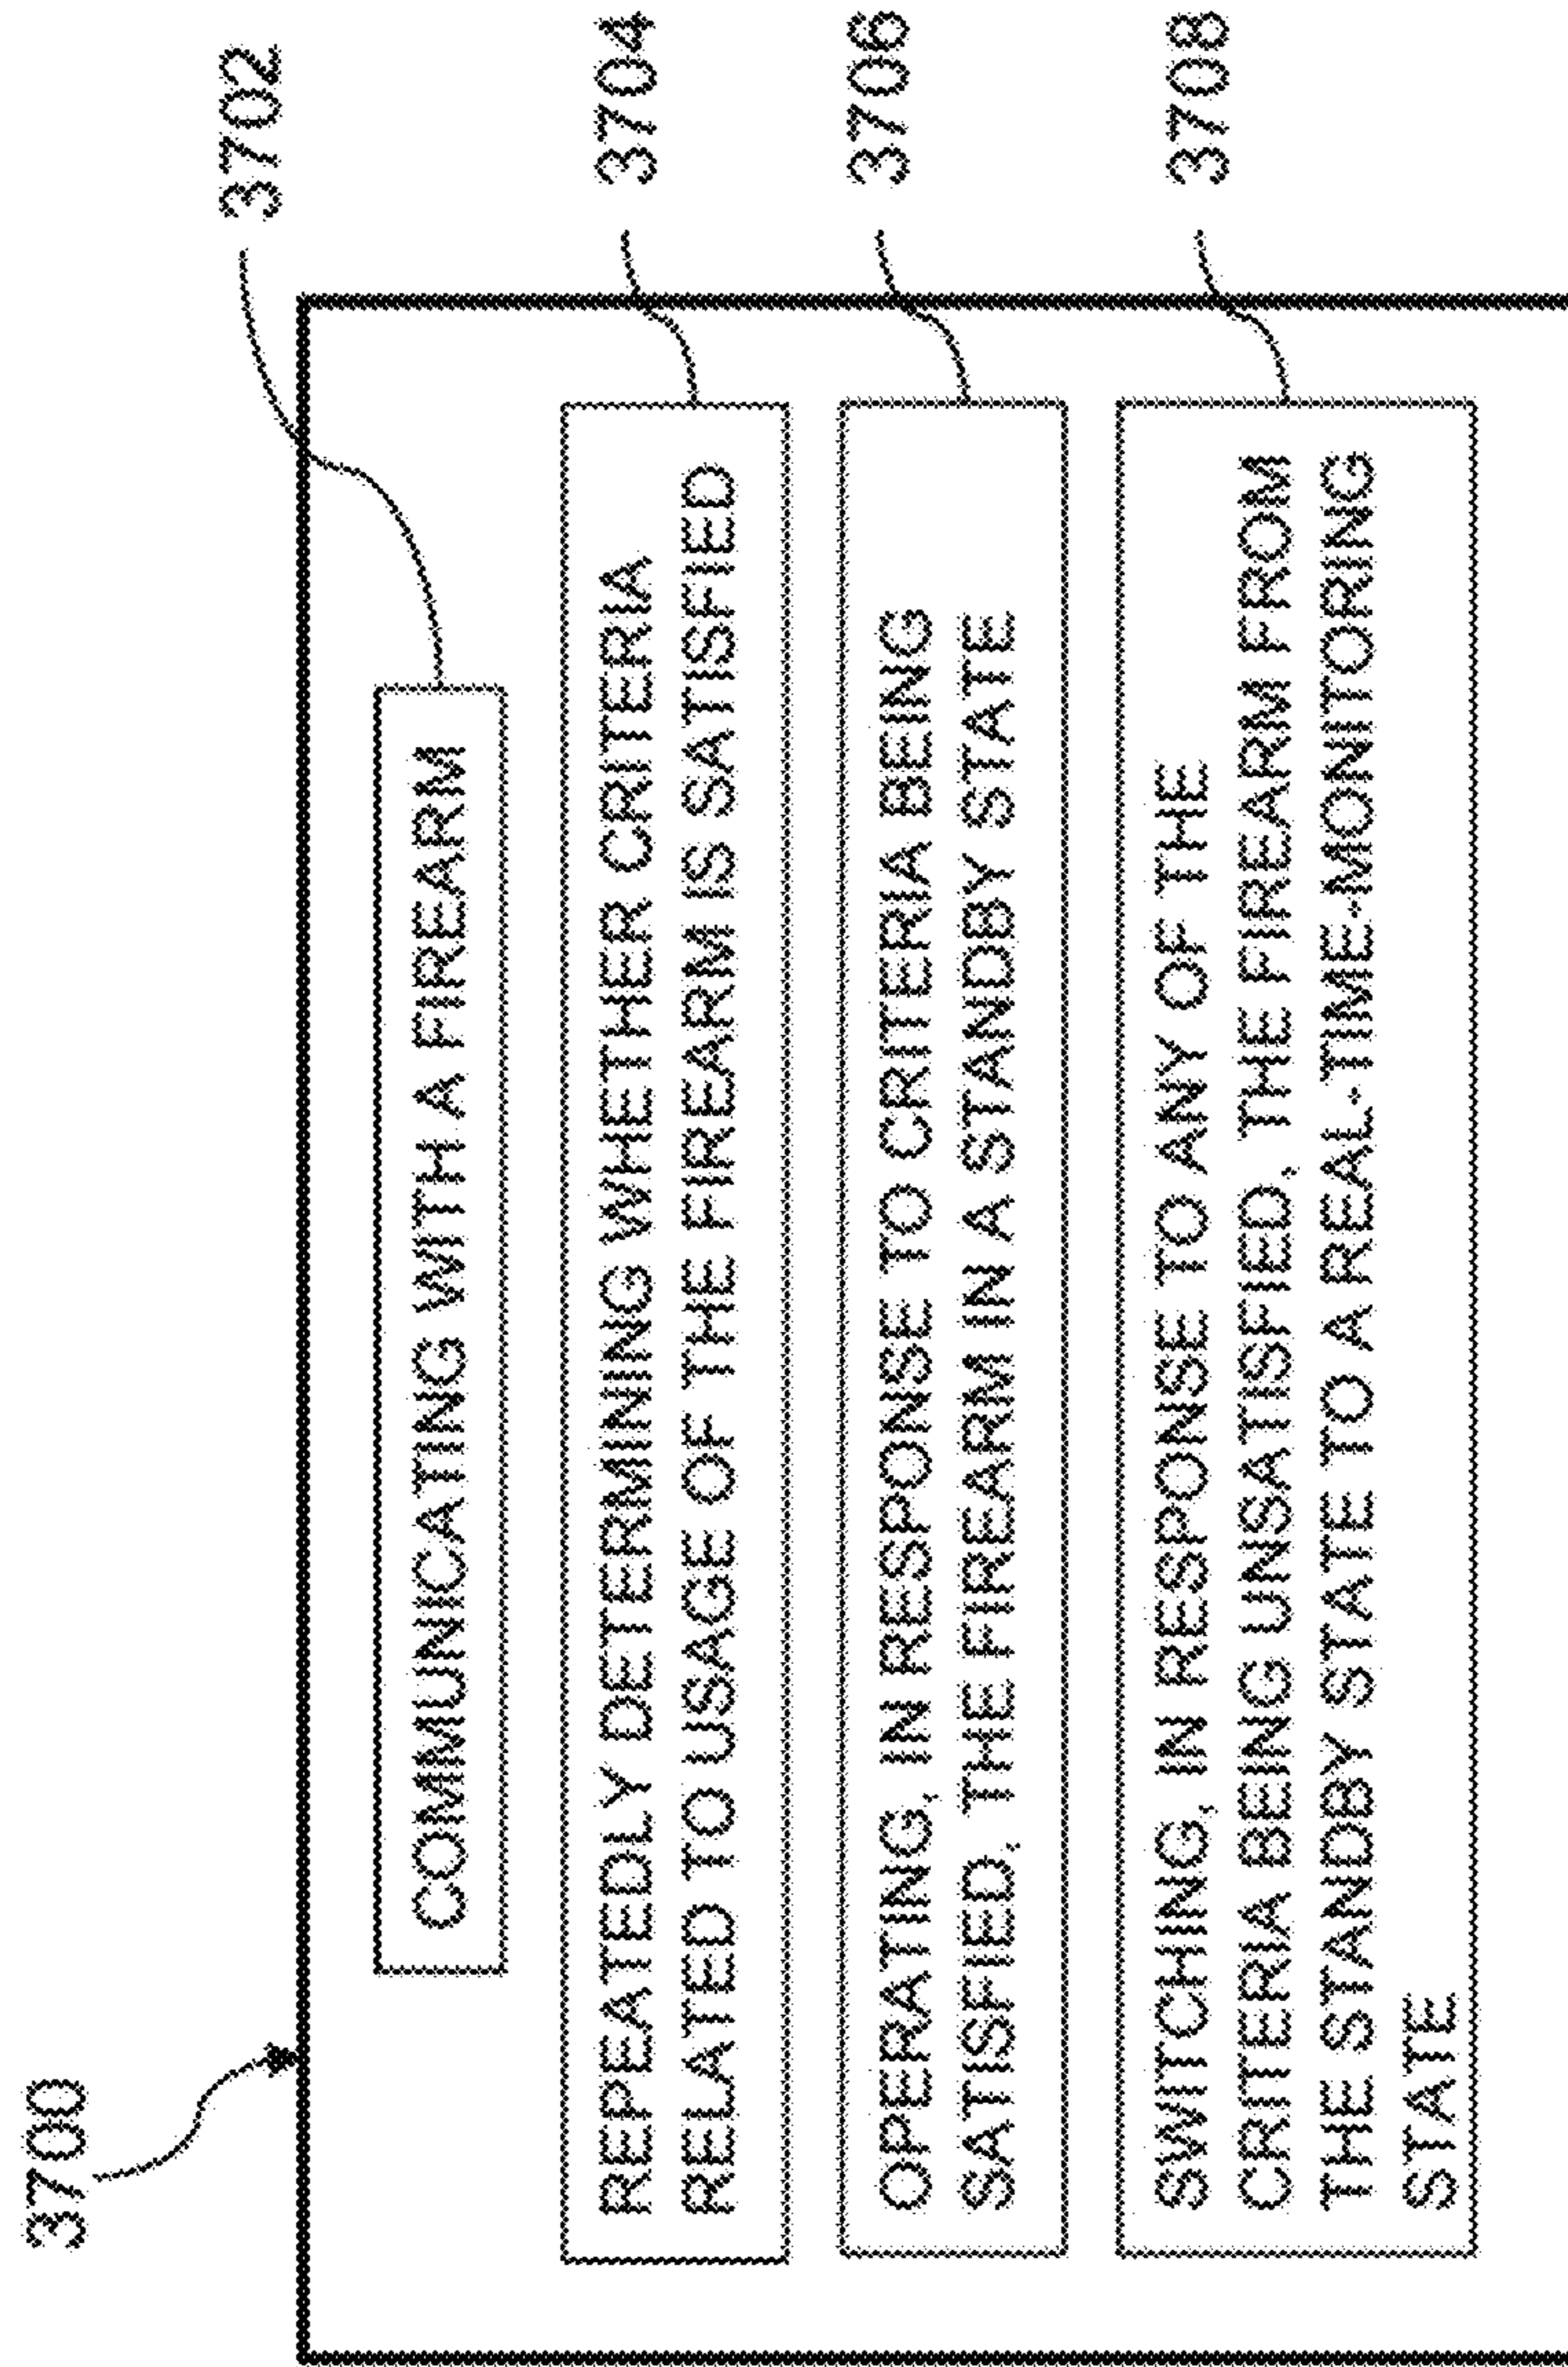 3700
3702
COMMUNICATING WITH A FIREARM
3704
REPEATEDLY DETERMINING WHETHER CRITERIA
RELATED TO USAGE OF THE FIREARM IS SATISFIED
3706
OPERATING, IN RESPONSE TO CRITERIA BEING
SATISFIED, THE FIREARM IN A STANDBY STATE
3708
SWITCHING, IN RESPONSE TO ANY OF THE
CRITERIA BEING UNSATISFIED, THE FIREARM FROM
THE STANDBY STATE TO A REAL-TIME-MONITORING
STATE